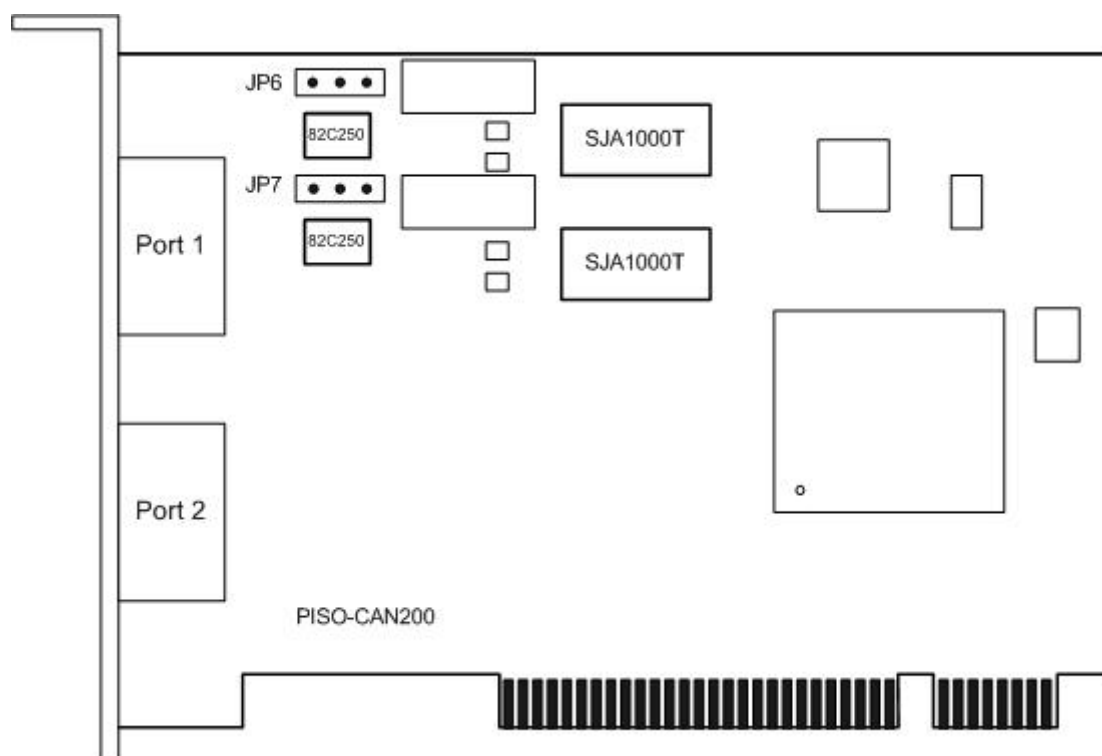 JP6
82C250
SJA1000T
JP7
82C250
SJA1000T
Port 1
Port 2
PISO-CAN200